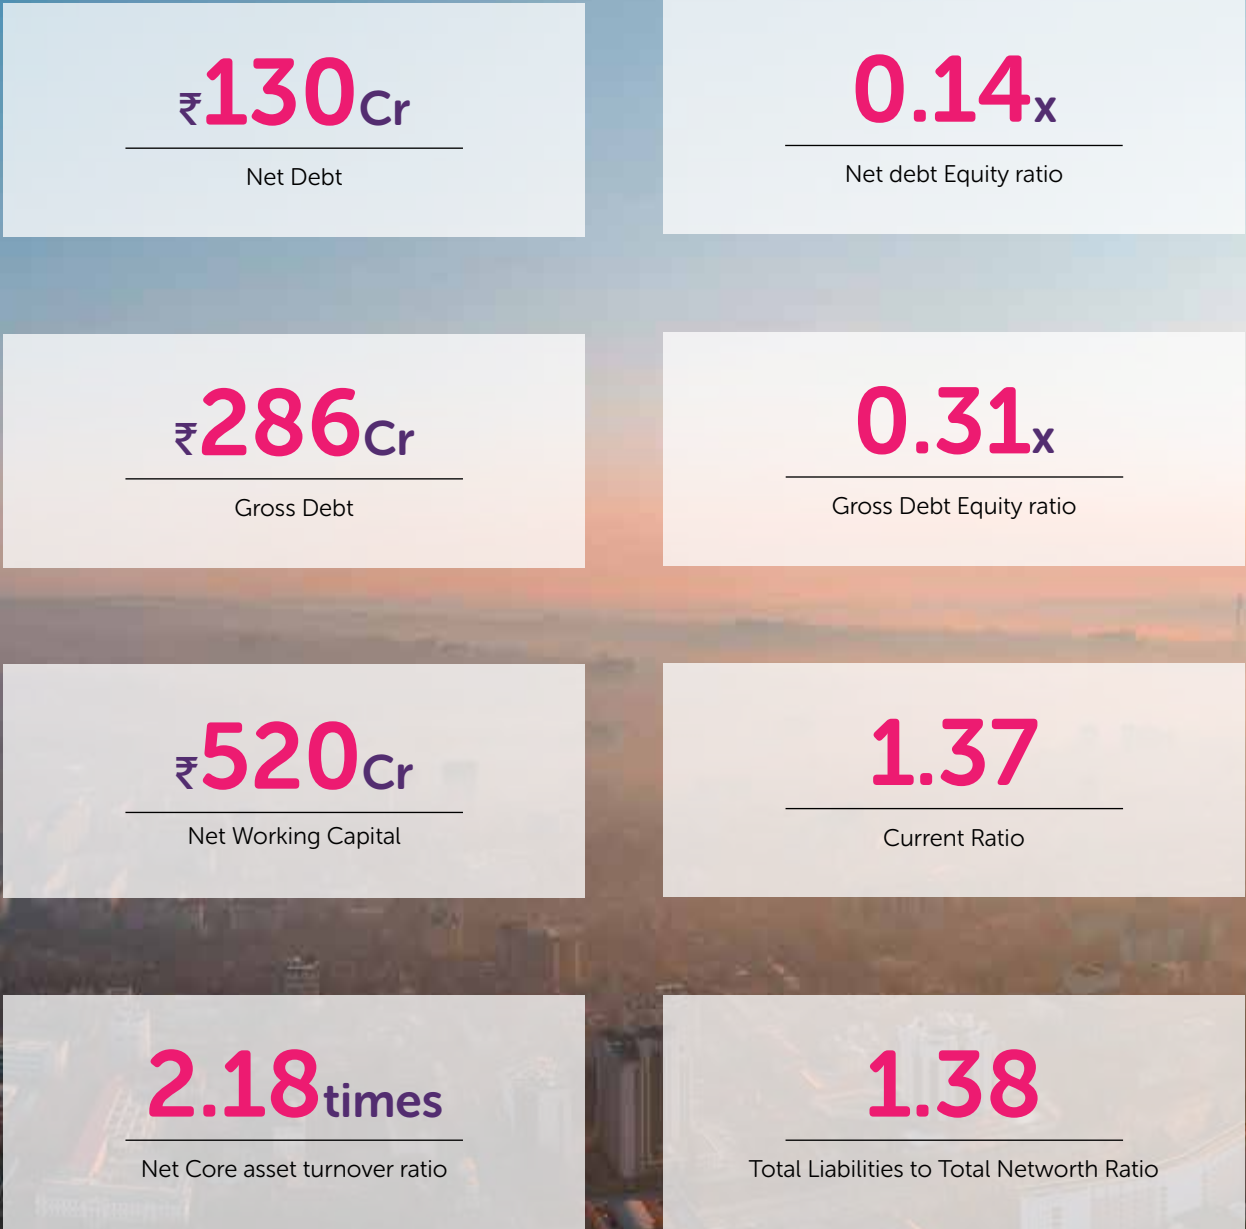 ₹130Cr
Net Debt
0.14x
Net debt Equity ratio
₹286Cr
Gross Debt
0.31x
Gross Debt Equity ratio
₹520Cr
Net Working Capital
1.37
Current Ratio
2.18times
Net Core asset turnover ratio
1.38
Total Liabilities to Total Networth Ratio